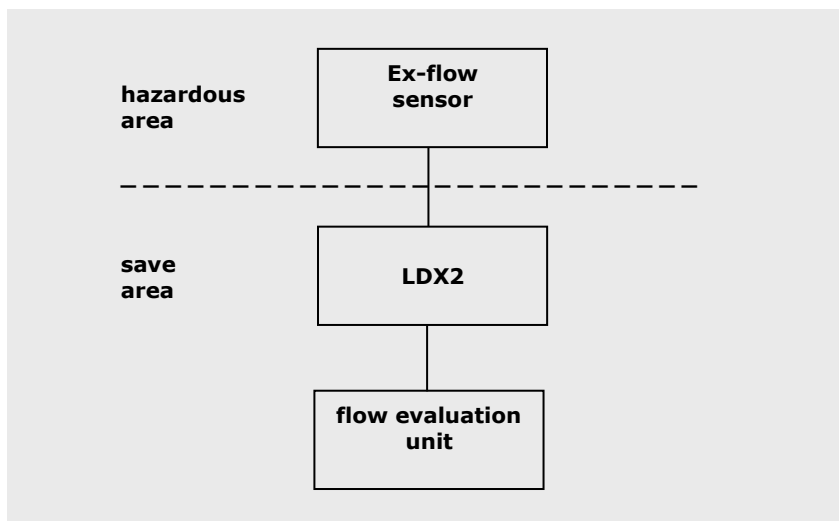 Ex-flow
sensor
hazardous
area
save
area
LDX2
flow evaluation
unit